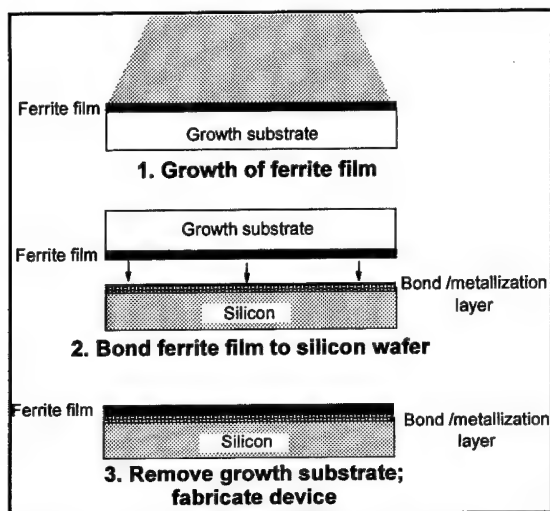 Ferrite film
Growth substrate
1. Growth of ferrite film
Growth substrate
Ferrite film
Bond /metallization
layer
Silicon
2. Bond ferrite film to silicon wafer
Ferrite film
Bond /metallization
layer
Silicon
3. Remove growth substrate;
fabricate device